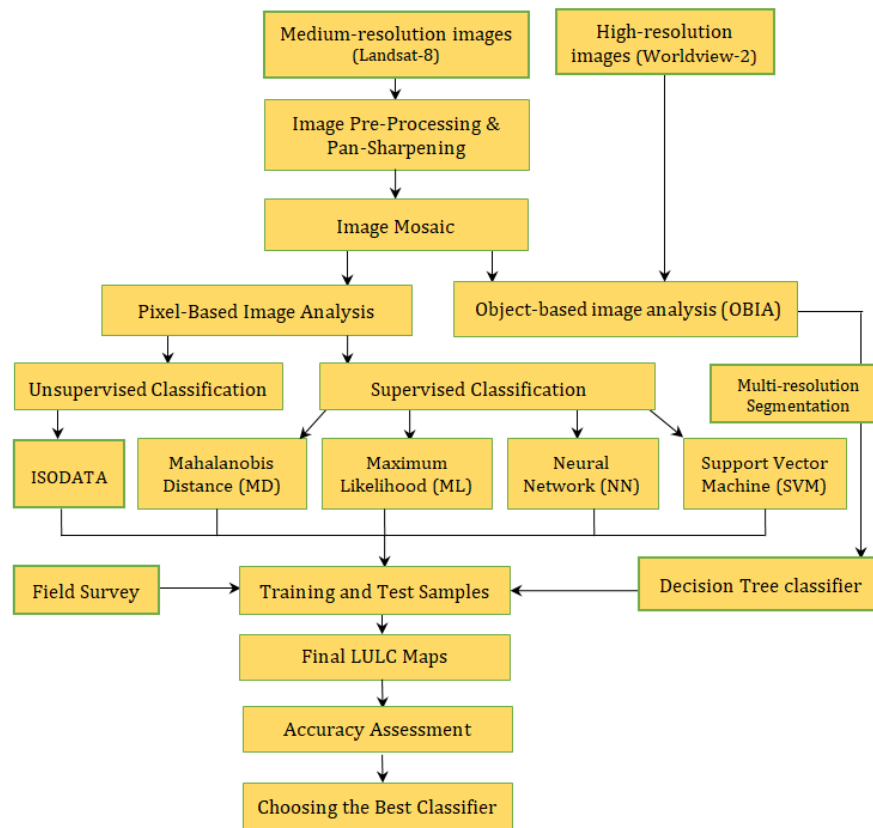 Medium-resolution images
(Landsat-8)
High-resolution
images (Worldview-2)
Image Pre-Processing &
Pan-Sharpening
Image Mosaic
Pixel-Based Image Analysis
Object-based image analysis (OBIA)
Unsupervised Classification
Supervised Classification
Multi-resolution
Segmentation
ISODATA
Mahalanobis
Distance (MD)
Maximum
Likelihood (ML)
Neural
Network (NN)
Support Vector
Machine (SVM)
Field Survey
Training and Test Samples
Decision Tree classifier
Final LULC Maps
Accuracy Assessment
Choosing the Best Classifier